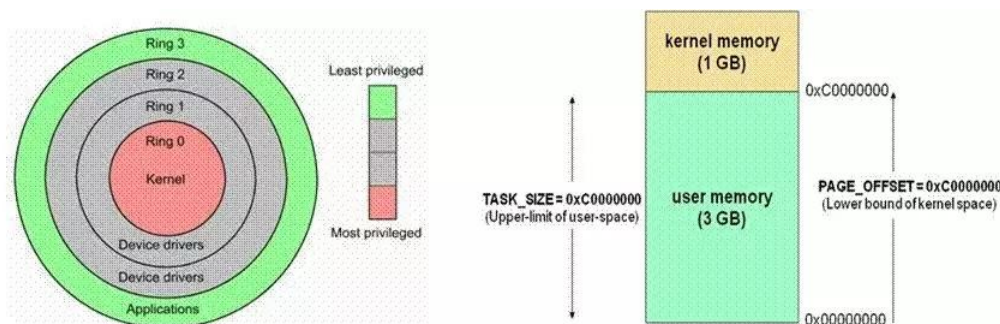 Ring 3
Ring 2
Ring 1
Ring 0
Kernel
Device drivers
Device drivers
Applications
Least privileged
Most privileged
kernel memory
(1 GB)
0xC0000000
TASK_SIZE = 0xC0000000
(Upper-limit of user-space)
user memory
(3 GB)
PAGE_OFFSET = 0xC0000000
(Lower bound of kernel space)
0x00000000